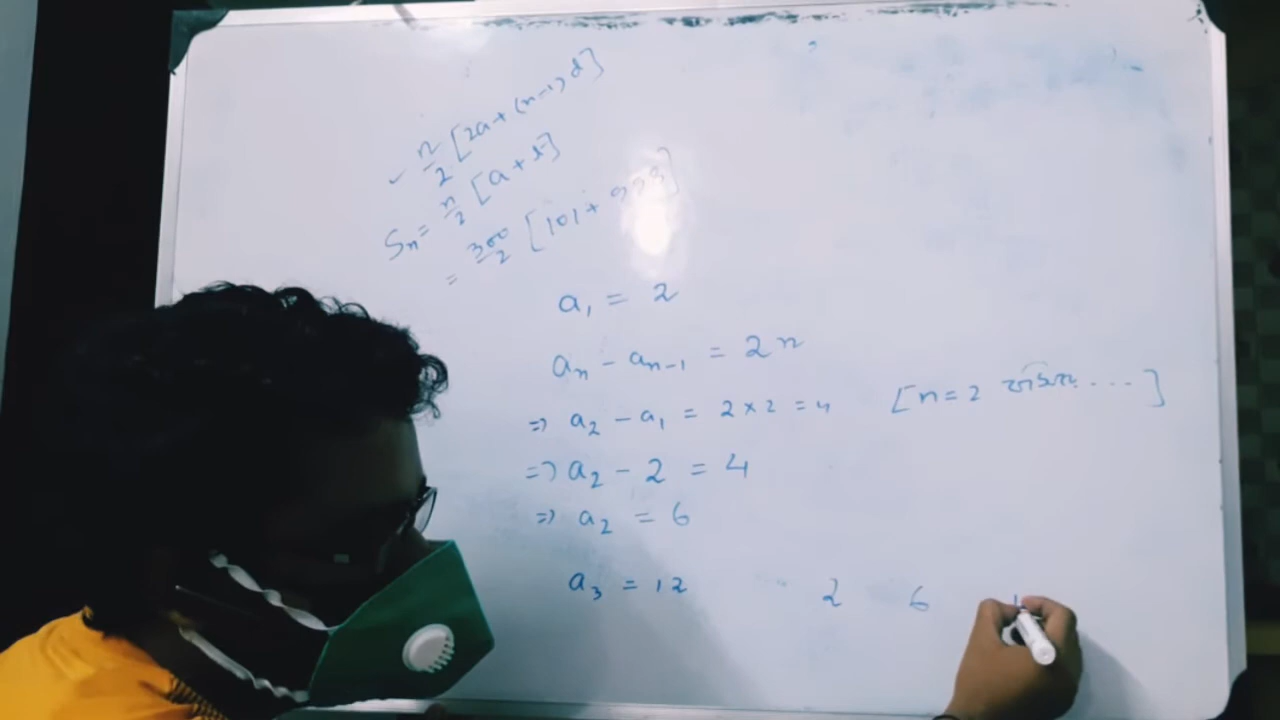 n/2 [2a + (n-1) d]
Sn = n/2 [a + l]
= 300/2 [101 + 999]
a₁ = 2
aₙ - aₙ₋₁ = 2n
=> a₂ - a₁ = 2 × 2 = 4 [n = 2 ...]
=> a₂ - 2 = 4
=> a₂ = 6
a₃ = 12 2 6